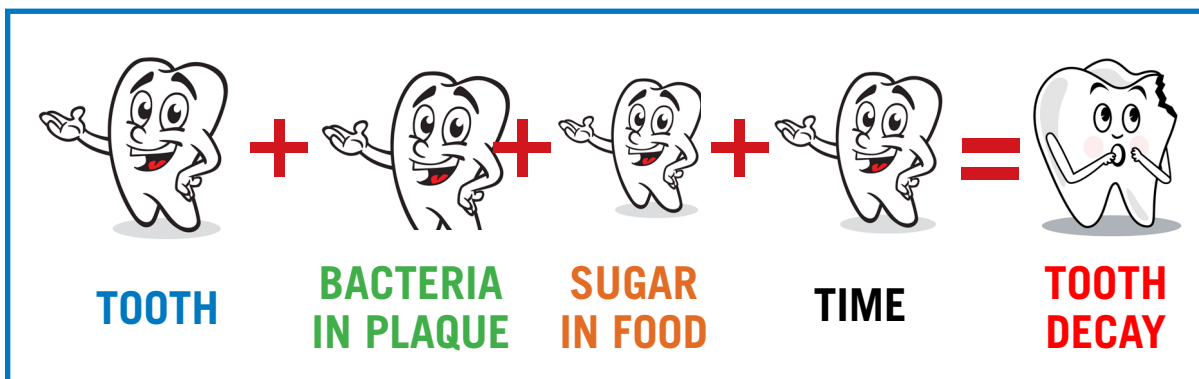 TOOTH
BACTERIA
IN PLAQUE
SUGAR
IN FOOD
TIME
TOOTH
DECAY